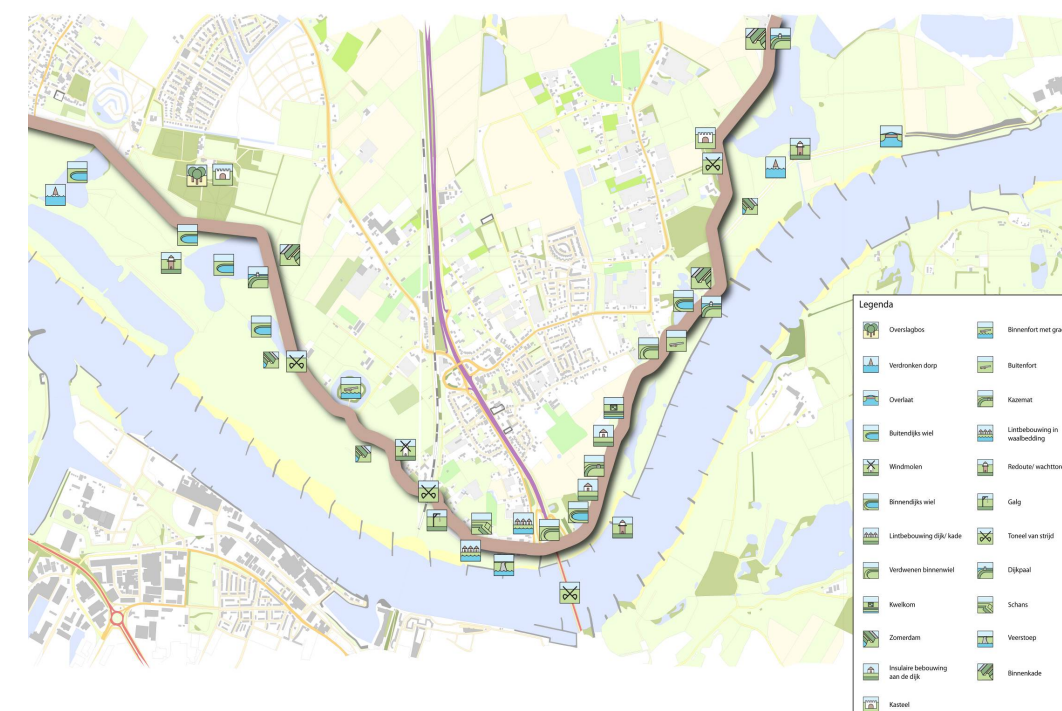 Legenda
Overslagbos
Verdronken dorp
Overlaat
Buitendijks wiel
Windmolen
Binnendijks wiel
Lintbebouwing dijk/ kade
Verdwenen binnenwiel
Kwelkom
Zomerdam
Insulaire bebouwing
aan de dijk
Kasteel
Binnenfort met grac
Buitenfort
Kazemat
Lintbebouwing in
waalbedding
Redoute/ wachttore
Galg
Toneel van strijd
Dijkpaal
Schans
Veerstoep
Binnenkade